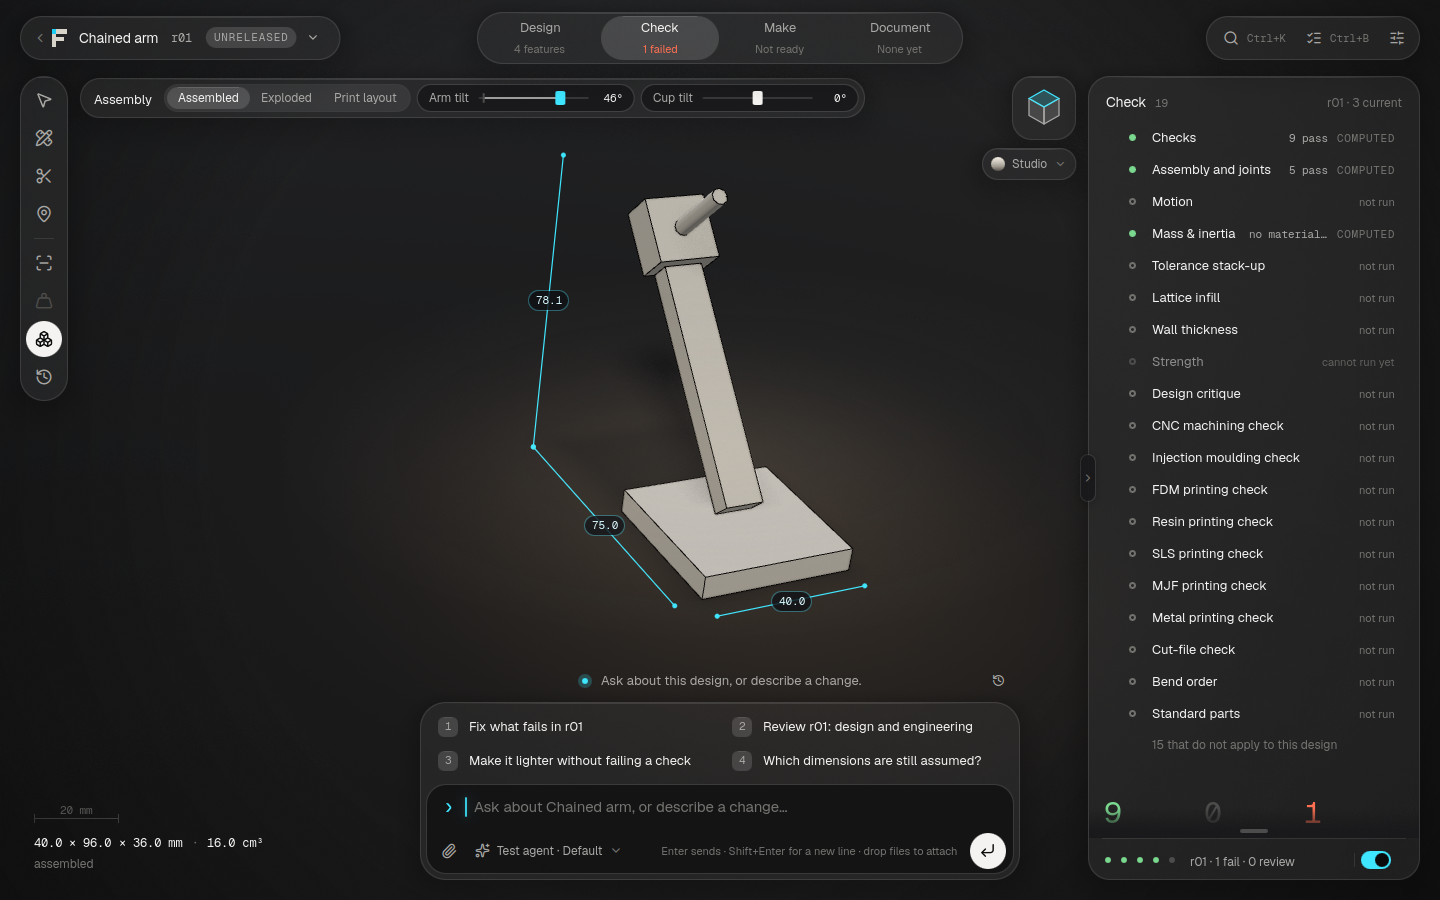 Chained arm r01 UNRELEASED
Design
4 features
Check
1 failed
Make
Not ready
Document
None yet
Ctrl+K Ctrl+B
Assembly Assembled Exploded Print layout Arm tilt 46° Cup tilt 0°
Studio
78.1
75.0
40.0
Check 19 r01 · 3 current
Checks 9 pass COMPUTED
Assembly and joints 5 pass COMPUTED
Motion not run
Mass & inertia no material… COMPUTED
Tolerance stack-up not run
Lattice infill not run
Wall thickness not run
Strength cannot run yet
Design critique not run
CNC machining check not run
Injection moulding check not run
FDM printing check not run
Resin printing check not run
SLS printing check not run
MJF printing check not run
Metal printing check not run
Cut-file check not run
Bend order not run
Standard parts not run
15 that do not apply to this design
9 0 1
r01 · 1 fail · 0 review
Ask about this design, or describe a change.
1 Fix what fails in r01
2 Review r01: design and engineering
3 Make it lighter without failing a check
4 Which dimensions are still assumed?
Ask about Chained arm, or describe a change…
Test agent · Default
Enter sends · Shift+Enter for a new line · drop files to attach
20 mm
40.0 × 96.0 × 36.0 mm · 16.0 cm³
assembled